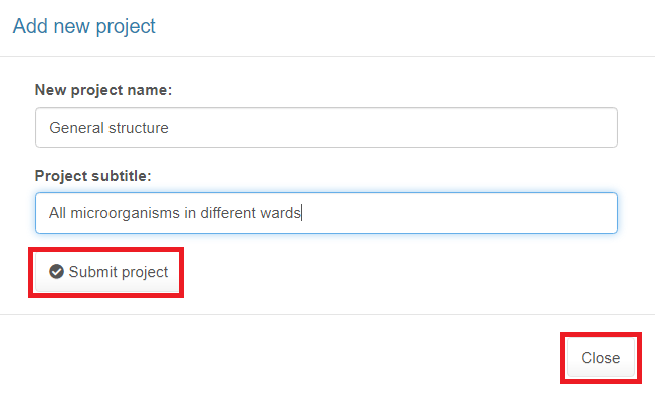 Add new project
New project name:
General structure
Project subtitle:
All microorganisms in different wards
Submit project
Close